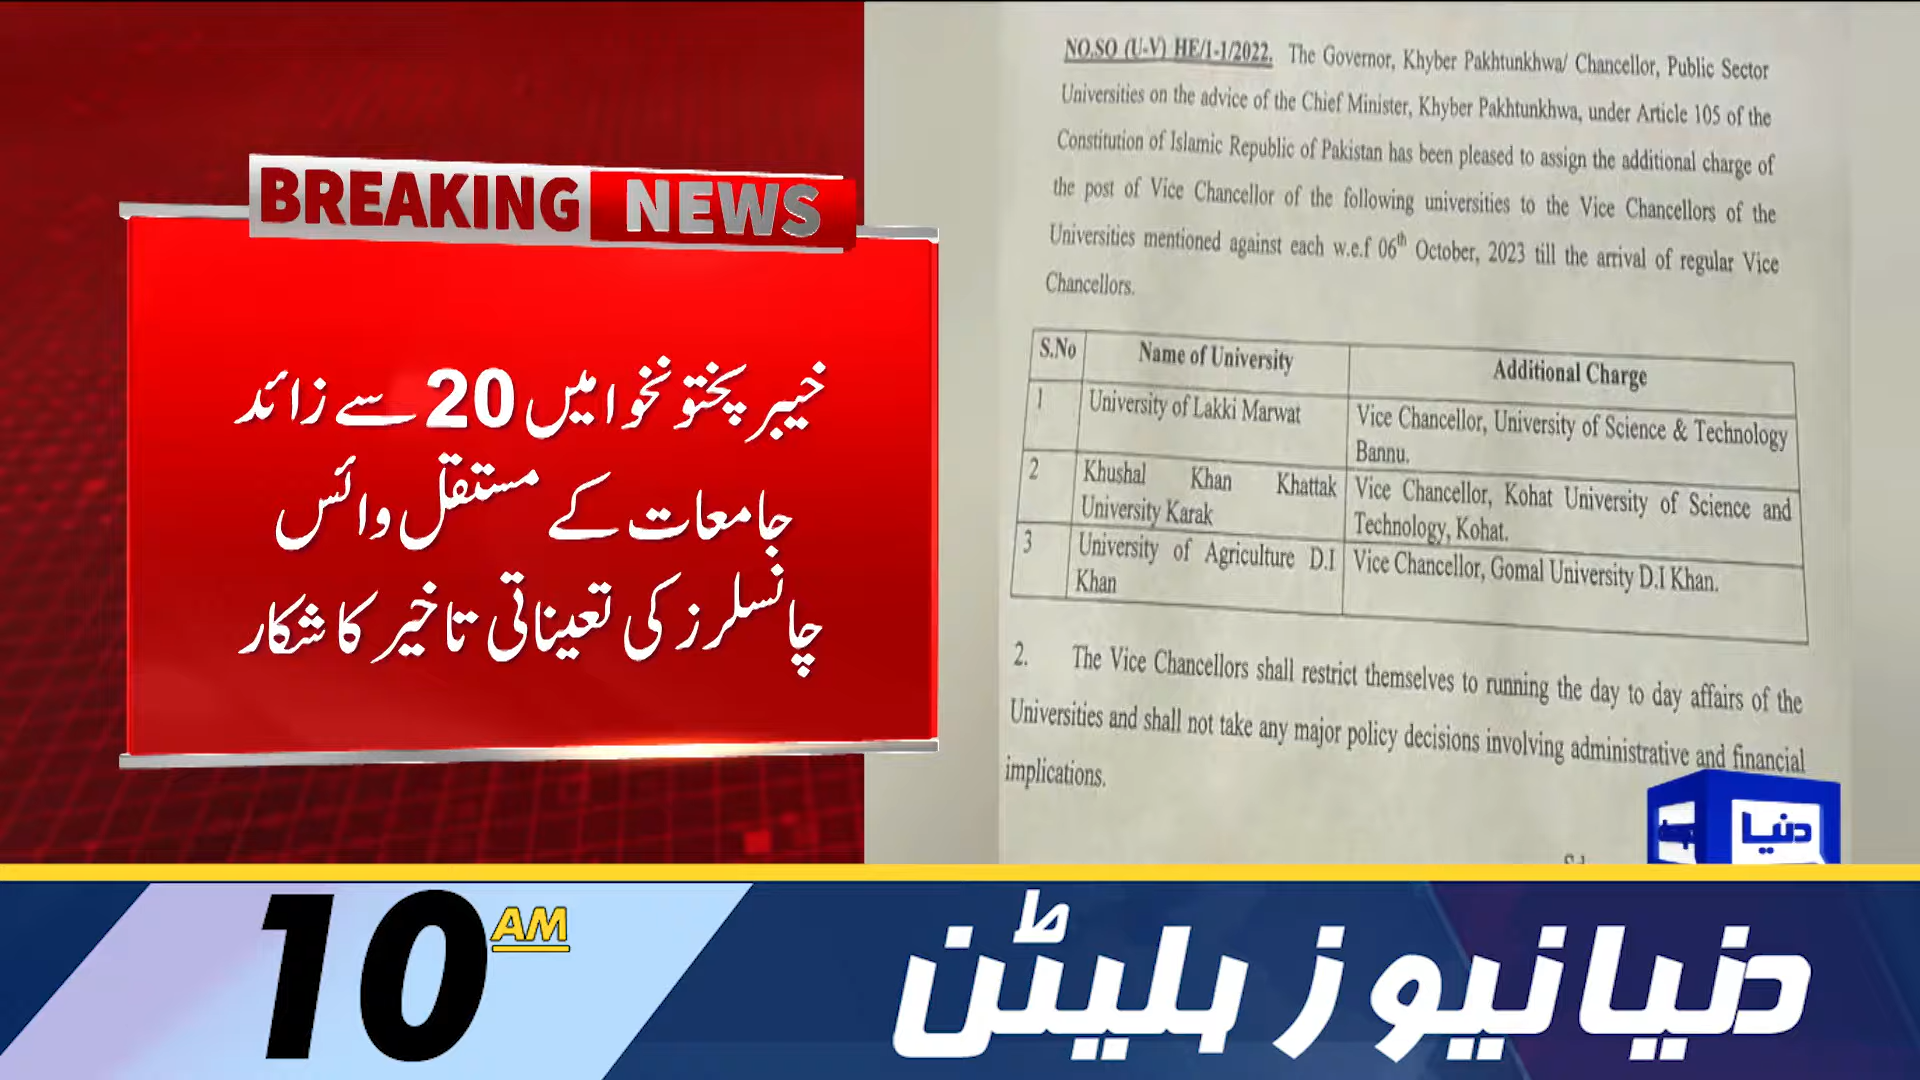 BREAKING NEWS
خیبر پختونخوا میں 20 سے زائد
جامعات کے مستقل وائس
چانسلرز کی تعیناتی تاخیر کا شکار
NO.SO (U-V) HE/1-1/2022. The Governor, Khyber Pakhtunkhwa/ Chancellor, Public Sector
Universities on the advice of the Chief Minister, Khyber Pakhtunkhwa, under Article 105 of the
Constitution of Islamic Republic of Pakistan has been pleased to assign the additional charge of
the post of Vice Chancellor of the following universities to the Vice Chancellors of the
Universities mentioned against each w.e.f 06th October, 2023 till the arrival of regular Vice
Chancellors.
S.No Name of University Additional Charge
1 University of Lakki Marwat Vice Chancellor, University of Science & Technology
Bannu.
2 Khushal Khan Khattak Vice Chancellor, Kohat University of Science and
University Karak Technology, Kohat.
3 University of Agriculture D.I Vice Chancellor, Gomal University D.I Khan.
Khan
2. The Vice Chancellors shall restrict themselves to running the day to day affairs of the
Universities and shall not take any major policy decisions involving administrative and financial
implications.
دنیا
10 AM
دنیا نیوز بلیٹن